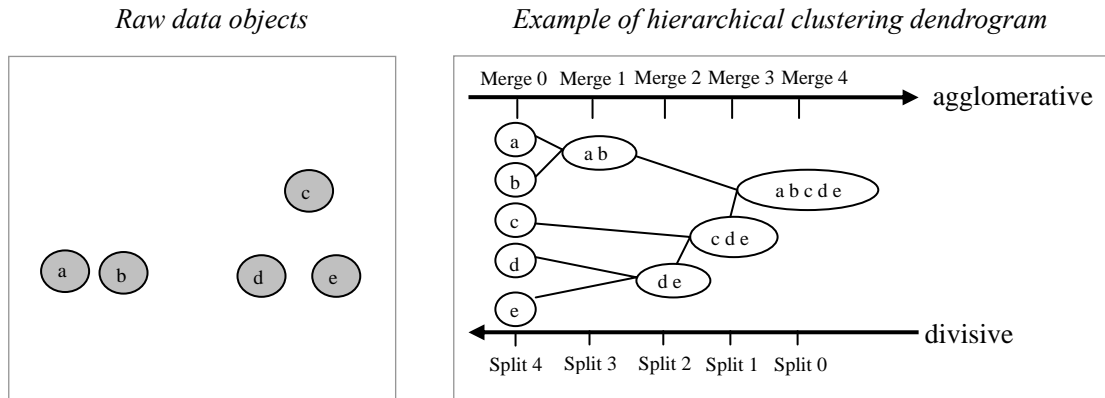 Raw data objects
Example of hierarchical clustering dendrogram
c
a
b
d
e
Merge 0 Merge 1 Merge 2 Merge 3 Merge 4
agglomerative
a
a b
b
a b c d e
c
c d e
d
d e
e
divisive
Split 4 Split 3 Split 2 Split 1 Split 0